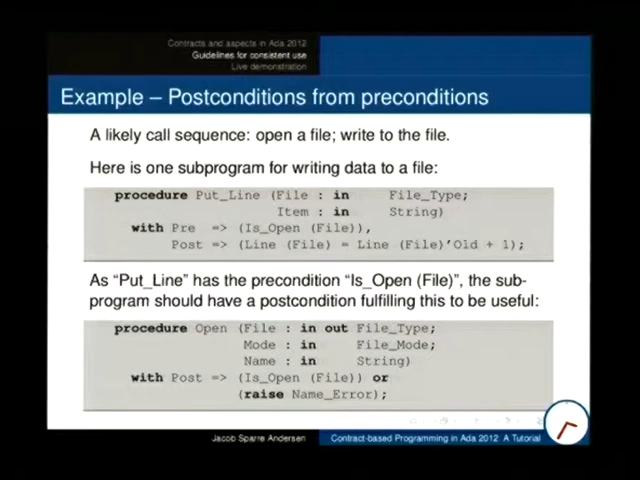 Contracts and aspects in Ada 2012
Guidelines for consistent use
Live demonstration
Example – Postconditions from preconditions
A likely call sequence: open a file; write to the file.
Here is one subprogram for writing data to a file:
procedure Put_Line (File : in File_Type;
Item : in String)
with Pre => (Is_Open (File)),
Post => (Line (File) = Line (File)'Old + 1);
As “Put_Line” has the precondition “Is_Open (File)”, the sub-
program should have a postcondition fulfilling this to be useful:
procedure Open (File : in out File_Type;
Mode : in File_Mode;
Name : in String)
with Post => (Is_Open (File)) or
(raise Name_Error);
Jacob Sparre Andersen Contract-based Programming in Ada 2012 A Tutorial